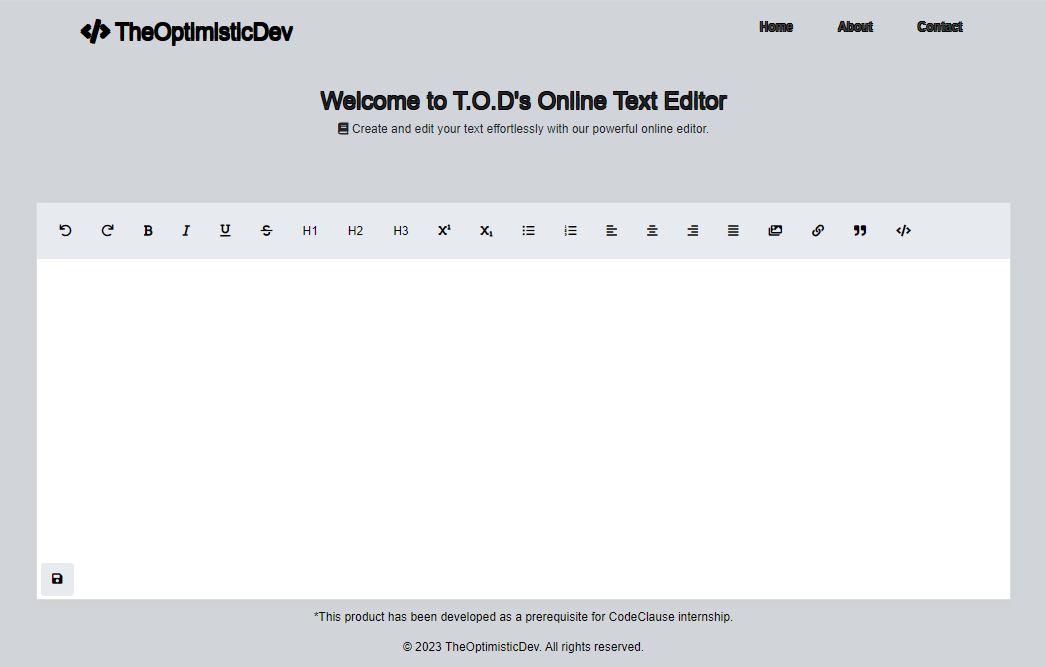 TheOptimisticDev
Home About Contact
Welcome to T.O.D's Online Text Editor
Create and edit your text effortlessly with our powerful online editor.
B I U S H1 H2 H3 X¹ X₁
*This product has been developed as a prerequisite for CodeClause internship.
© 2023 TheOptimisticDev. All rights reserved.